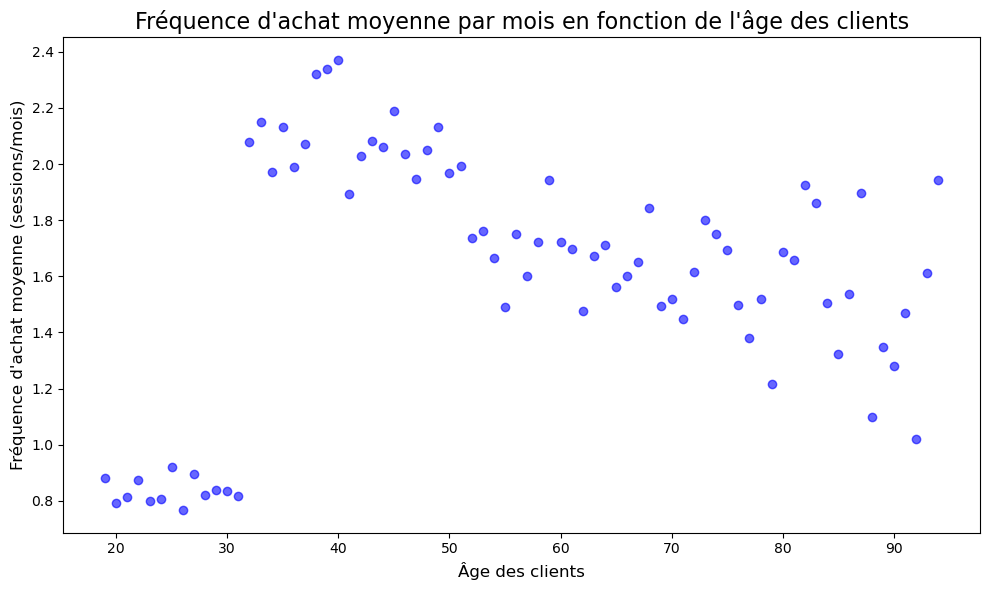 Fréquence d'achat moyenne par mois en fonction de l'âge des clients
Fréquence d'achat moyenne (sessions/mois)
2.4
2.2
2.0
1.8
1.6
1.4
1.2
1.0
0.8
20 30 40 50 60 70 80 90
Âge des clients